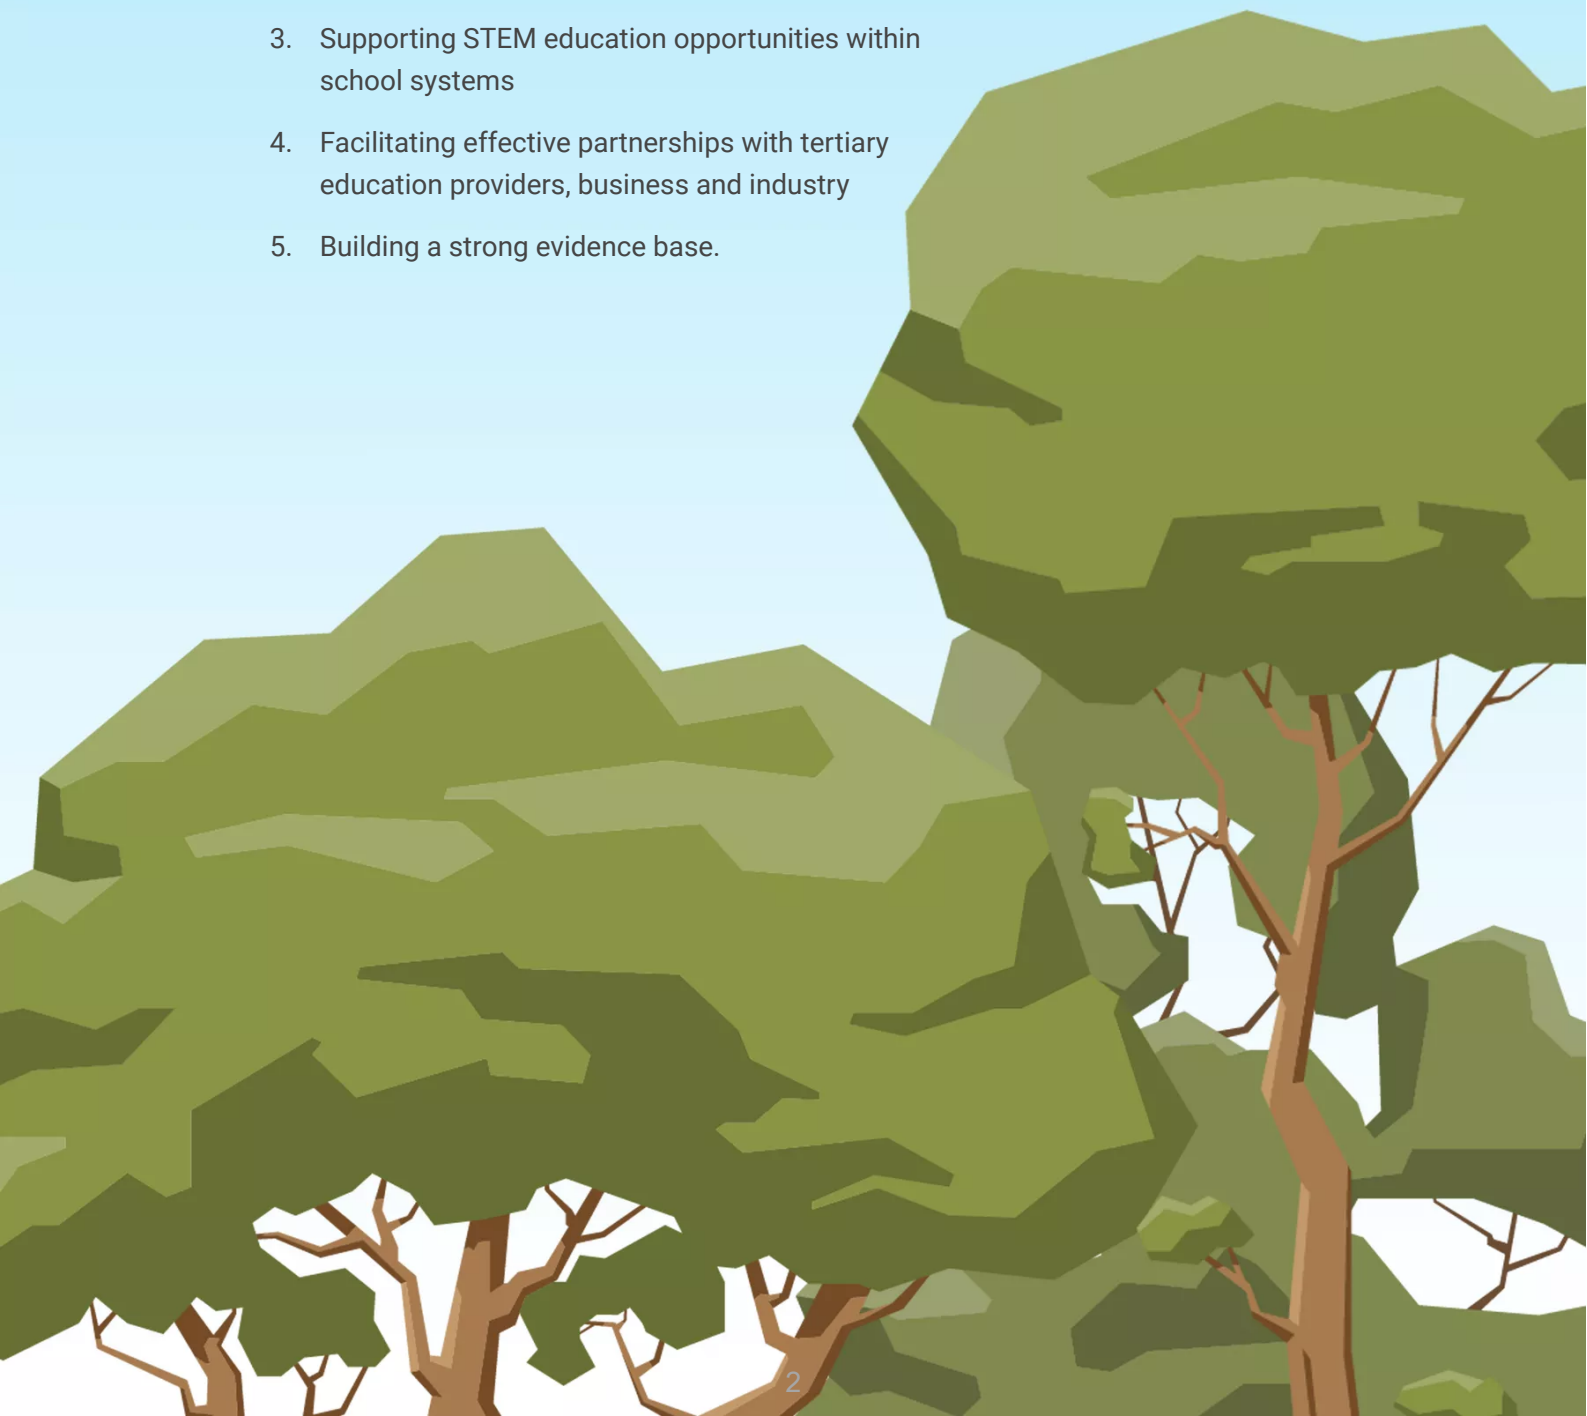 3. Supporting STEM education opportunities within
school systems
4. Facilitating effective partnerships with tertiary
education providers, business and industry
5. Building a strong evidence base.
2